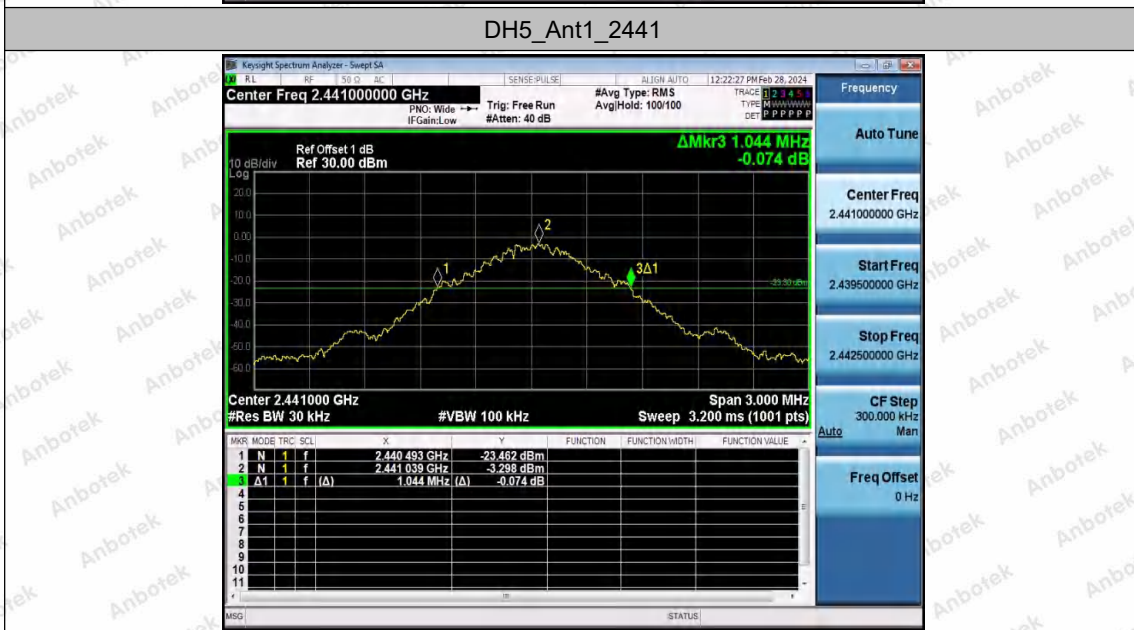 DH5_Ant1_2441
Keysight Spectrum Analyzer - Swept SA
RL RF 50 Ω AC SENSE:PULSE ALIGN AUTO 12:22:27 PM Feb 28, 2024
Center Freq 2.441000000 GHz
PNO: Wide
IFGain:Low
Trig: Free Run
#Atten: 40 dB
#Avg Type: RMS
Avg|Hold: 100/100
TRACE 1 2 3 4 5 6
TYPE M W W W W W
DET P P P P P P
Frequency
Auto Tune
Center Freq
2.441000000 GHz
Start Freq
2.439500000 GHz
Stop Freq
2.442500000 GHz
CF Step
300.000 kHz
Auto Man
Freq Offset
0 Hz
ΔMkr3 1.044 MHz
-0.074 dB
Ref Offset 1 dB
10 dB/div Ref 30.00 dBm
Log
20.0
10.0
0.00
-10.0
-20.0
-30.0
-40.0
-50.0
-60.0
1
2
3Δ1
-23.30 dBm
Center 2.441000 GHz Span 3.000 MHz
#Res BW 30 kHz #VBW 100 kHz Sweep 3.200 ms (1001 pts)
MKR MODE TRC SCL X Y FUNCTION FUNCTION WIDTH FUNCTION VALUE
1 N 1 f 2.440 493 GHz -23.462 dBm
2 N 1 f 2.441 039 GHz -3.298 dBm
3 Δ1 1 f (Δ) 1.044 MHz (Δ) -0.074 dB
4
5
6
7
8
9
10
11
MSG STATUS
Anbotek